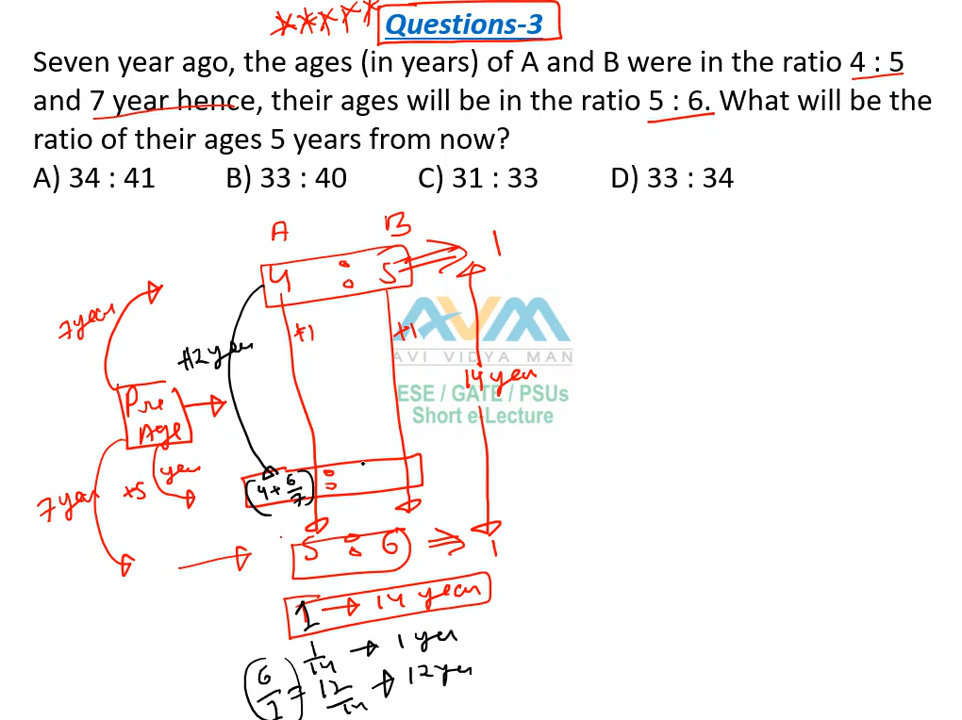 ***** Questions-3
Seven year ago, the ages (in years) of A and B were in the ratio 4 : 5
and 7 year hence, their ages will be in the ratio 5 : 6. What will be the
ratio of their ages 5 years from now?
A) 34 : 41 B) 33 : 40 C) 31 : 33 D) 33 : 34
A B
4 : 5 ⇒ 1
7 year
+1 +1
12 year
AVM
AVI VIDYA MAN
14 year
ESE / GATE / PSUs
Short e-Lecture
Pre
Age
7 year +5 year
(4 + 6/7) :
5 : 6 ⇒ 1
1 → 14 year
1/14 → 1 year
(6/7) = 12/14 → 12 year